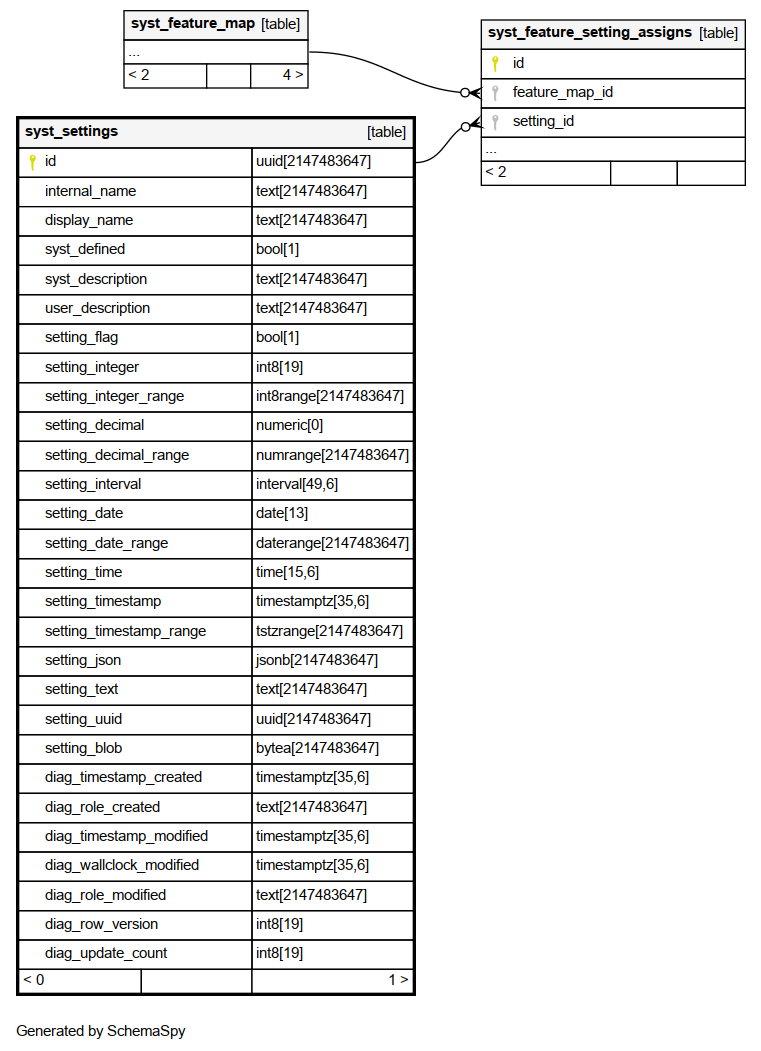 syst_feature_map [table]
...
< 2 4 >
syst_feature_setting_assigns [table]
id
feature_map_id
setting_id
...
< 2
syst_settings [table]
id uuid[2147483647]
internal_name text[2147483647]
display_name text[2147483647]
syst_defined bool[1]
syst_description text[2147483647]
user_description text[2147483647]
setting_flag bool[1]
setting_integer int8[19]
setting_integer_range int8range[2147483647]
setting_decimal numeric[0]
setting_decimal_range numrange[2147483647]
setting_interval interval[49,6]
setting_date date[13]
setting_date_range daterange[2147483647]
setting_time time[15,6]
setting_timestamp timestamptz[35,6]
setting_timestamp_range tstzrange[2147483647]
setting_json jsonb[2147483647]
setting_text text[2147483647]
setting_uuid uuid[2147483647]
setting_blob bytea[2147483647]
diag_timestamp_created timestamptz[35,6]
diag_role_created text[2147483647]
diag_timestamp_modified timestamptz[35,6]
diag_wallclock_modified timestamptz[35,6]
diag_role_modified text[2147483647]
diag_row_version int8[19]
diag_update_count int8[19]
< 0 1 >
Generated by SchemaSpy